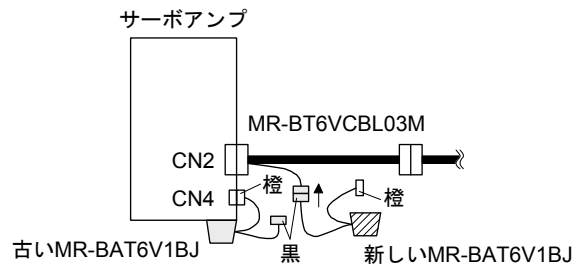 サーボアンプ
MR-BT6VCBL03M
CN2
CN4
橙
橙
黒
古いMR-BAT6V1BJ
新しいMR-BAT6V1BJ